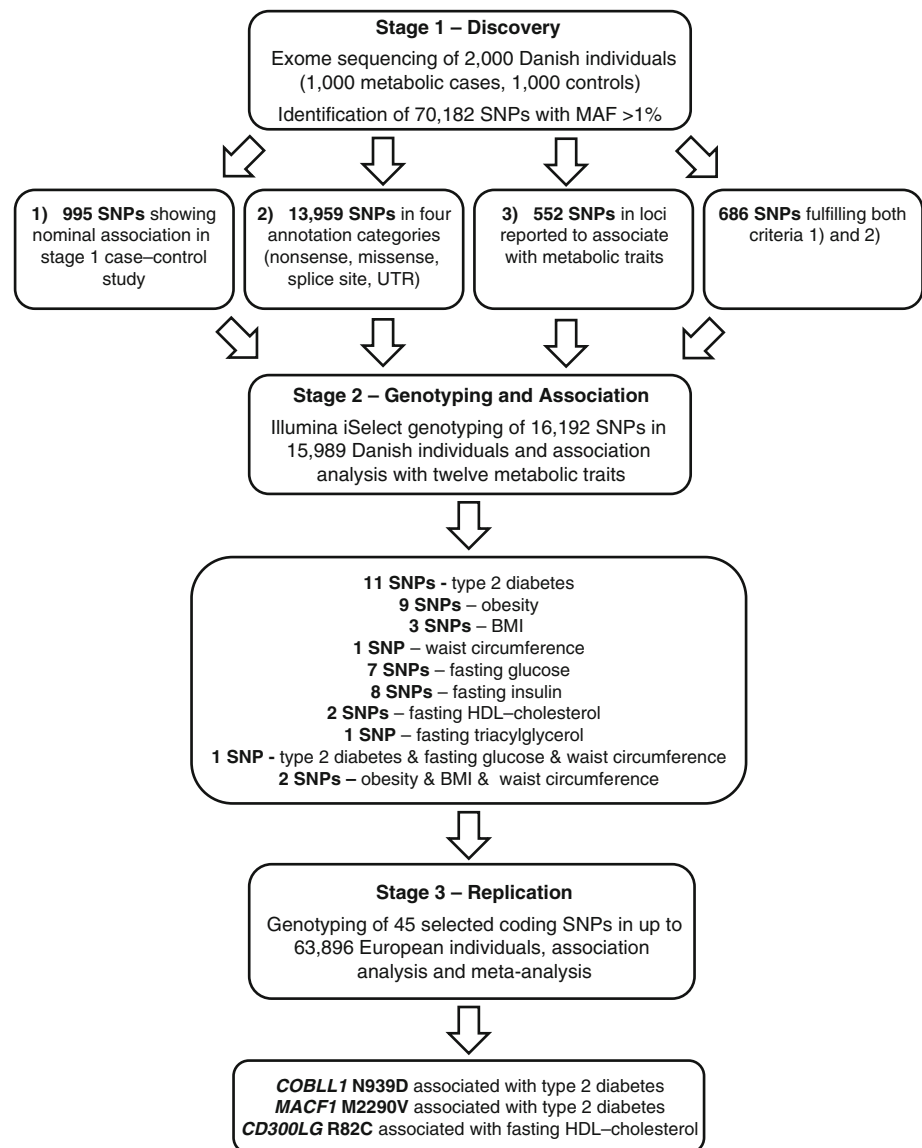 Stage 1 – Discovery
Exome sequencing of 2,000 Danish individuals
(1,000 metabolic cases, 1,000 controls)
Identification of 70,182 SNPs with MAF >1%
1) 995 SNPs showing
nominal association in
stage 1 case–control
study
2) 13,959 SNPs in four
annotation categories
(nonsense, missense,
splice site, UTR)
3) 552 SNPs in loci
reported to associate
with metabolic traits
686 SNPs fulfilling both
criteria 1) and 2)
Stage 2 – Genotyping and Association
Illumina iSelect genotyping of 16,192 SNPs in
15,989 Danish individuals and association
analysis with twelve metabolic traits
11 SNPs - type 2 diabetes
9 SNPs – obesity
3 SNPs – BMI
1 SNP – waist circumference
7 SNPs – fasting glucose
8 SNPs – fasting insulin
2 SNPs – fasting HDL–cholesterol
1 SNP – fasting triacylglycerol
1 SNP - type 2 diabetes & fasting glucose & waist circumference
2 SNPs – obesity & BMI & waist circumference
Stage 3 – Replication
Genotyping of 45 selected coding SNPs in up to
63,896 European individuals, association
analysis and meta-analysis
COBLL1 N939D associated with type 2 diabetes
MACF1 M2290V associated with type 2 diabetes
CD300LG R82C associated with fasting HDL–cholesterol